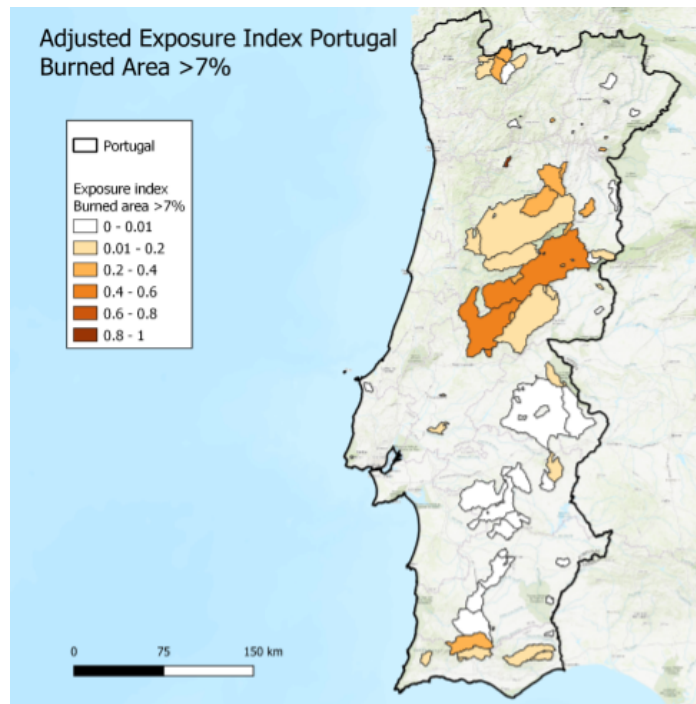 Adjusted Exposure Index Portugal
Burned Area >7%
Portugal
Exposure index
Burned area >7%
0 - 0.01
0.01 - 0.2
0.2 - 0.4
0.4 - 0.6
0.6 - 0.8
0.8 - 1
0 75 150 km